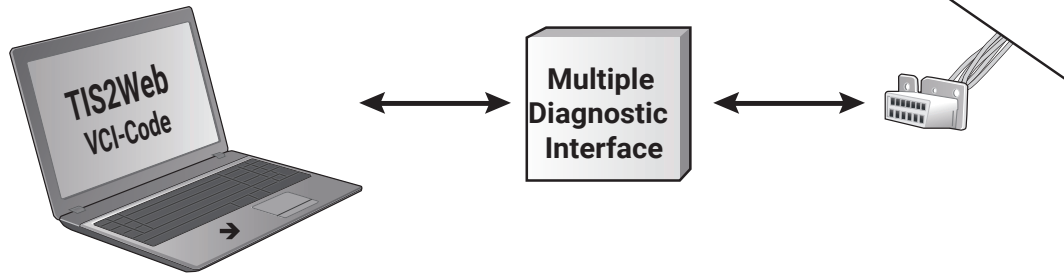 TIS2Web
VCI-Code
Multiple
Diagnostic
Interface